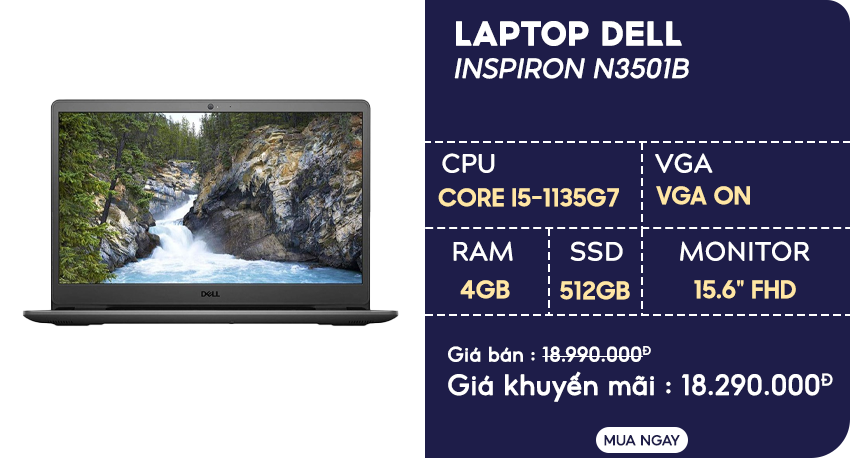 DELL
LAPTOP DELL
INSPIRON N3501B
CPU
CORE I5-1135G7
VGA
VGA ON
RAM
4GB
SSD
512GB
MONITOR
15.6" FHD
Giá bán : 18.990.000Đ
Giá khuyến mãi : 18.290.000Đ
MUA NGAY